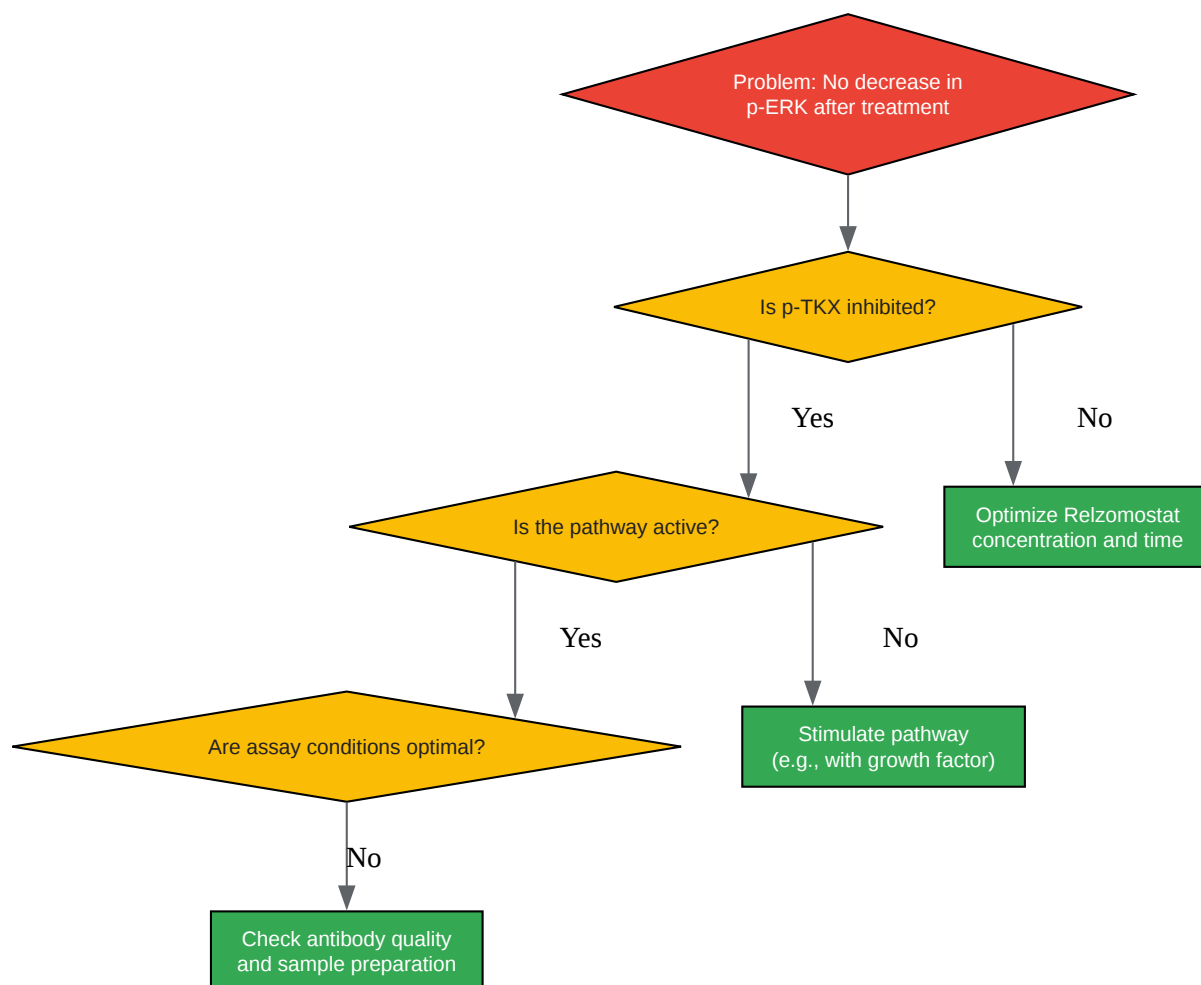 Problem: No decrease in
p-ERK after treatment
Is p-TKX inhibited?
Yes
No
Optimize Relzomostat
concentration and time
Is the pathway active?
Yes
No
Stimulate pathway
(e.g., with growth factor)
Are assay conditions optimal?
No
Check antibody quality
and sample preparation